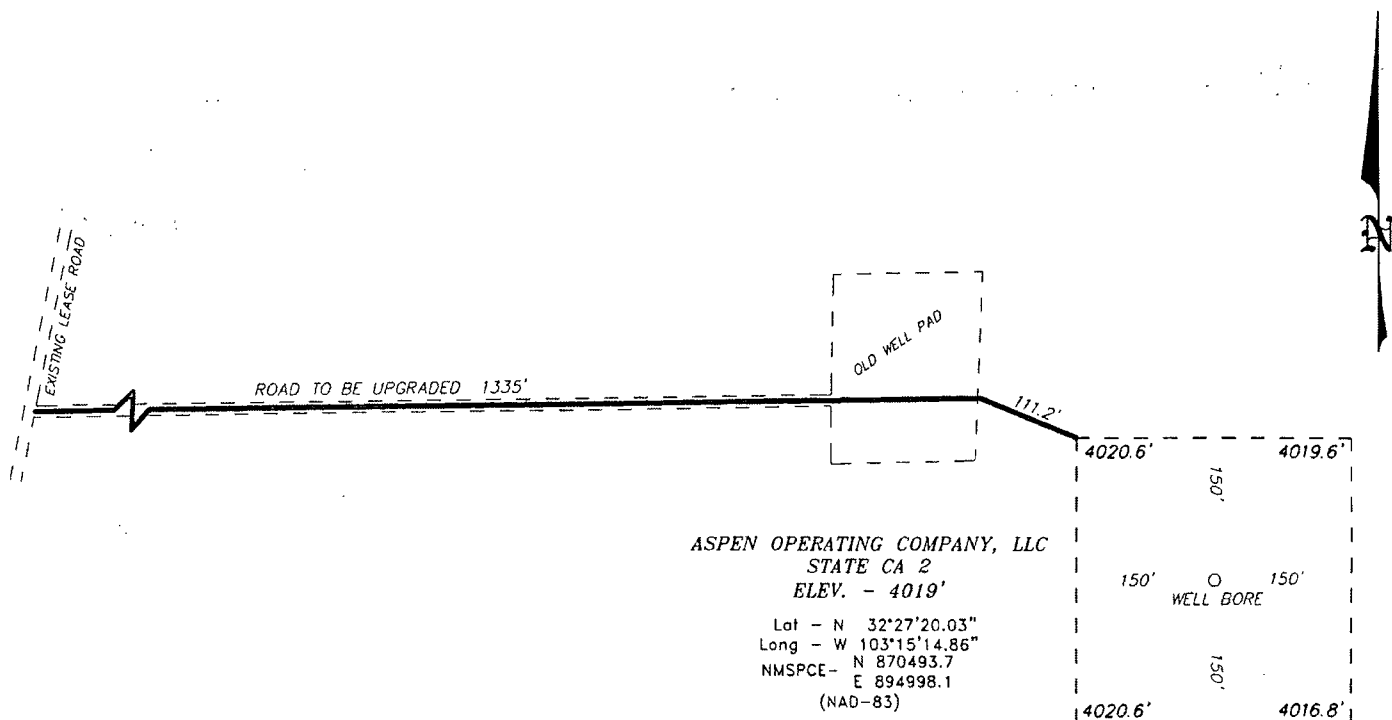 N
EXISTING LEASE ROAD
ROAD TO BE UPGRADED 1335'
OLD WELL PAD
111.2'
4020.6' 4019.6'
150'
150' 150'
WELL BORE
150'
4020.6' 4016.8'
ASPEN OPERATING COMPANY, LLC
STATE CA 2
ELEV. - 4019'
Lat - N 32°27'20.03"
Long - W 103°15'14.86"
NMSPCE- N 870493.7
E 894998.1
(NAD-83)